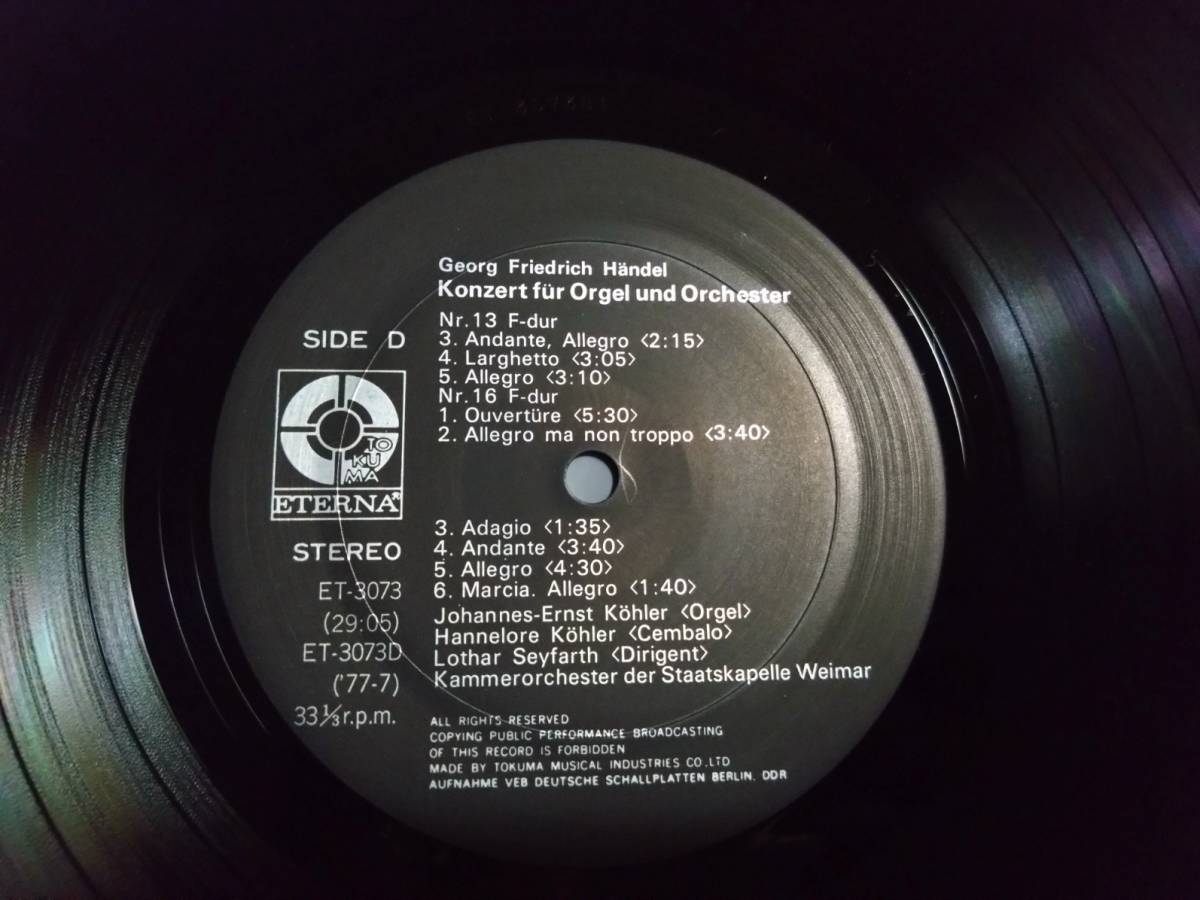 Georg Friedrich Händel
Konzert für Orgel und Orchester
Nr.13 F-dur
3. Andante, Allegro <2:15>
4. Larghetto <3:05>
5. Allegro <3:10>
Nr.16 F-dur
1. Ouvertüre <5:30>
2. Allegro ma non troppo <3:40>
3. Adagio <1:35>
4. Andante <3:40>
5. Allegro <4:30>
6. Marcia. Allegro <1:40>
Johannes-Ernst Köhler <Orgel>
Hannelore Köhler <Cembalo>
Lothar Seyfarth <Dirigent>
Kammerorchester der Staatskapelle Weimar
SIDE D
TO
KU
MA
ETERNA®
STEREO
ET-3073
(29:05)
ET-3073D
('77-7)
33⅓r.p.m.
ALL RIGHTS RESERVED
COPYING PUBLIC PERFORMANCE BROADCASTING
OF THIS RECORD IS FORBIDDEN
MADE BY TOKUMA MUSICAL INDUSTRIES CO.,LTD
AUFNAHME VEB DEUTSCHE SCHALLPLATTEN BERLIN. DDR